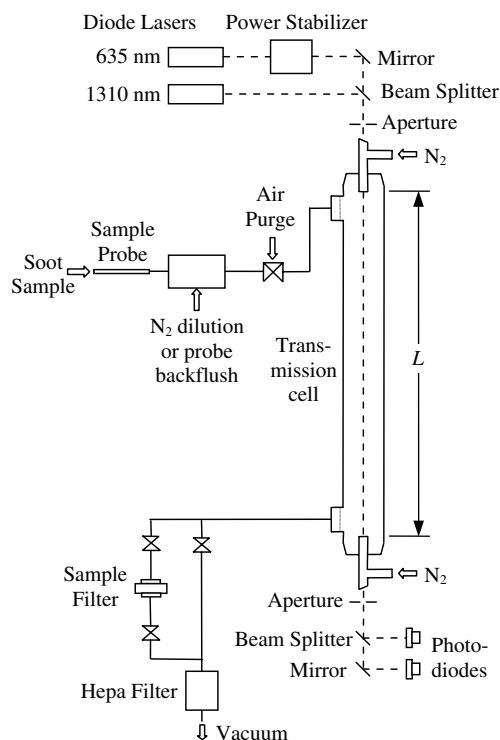 Diode Lasers
Power Stabilizer
635 nm
Mirror
1310 nm
Beam Splitter
Aperture
N₂
Air
Purge
Sample
Probe
Soot
Sample
N₂ dilution
or probe
backflush
Trans-
mission
cell
L
Sample
Filter
N₂
Aperture
Beam Splitter
Photo-
diodes
Mirror
Hepa Filter
Vacuum